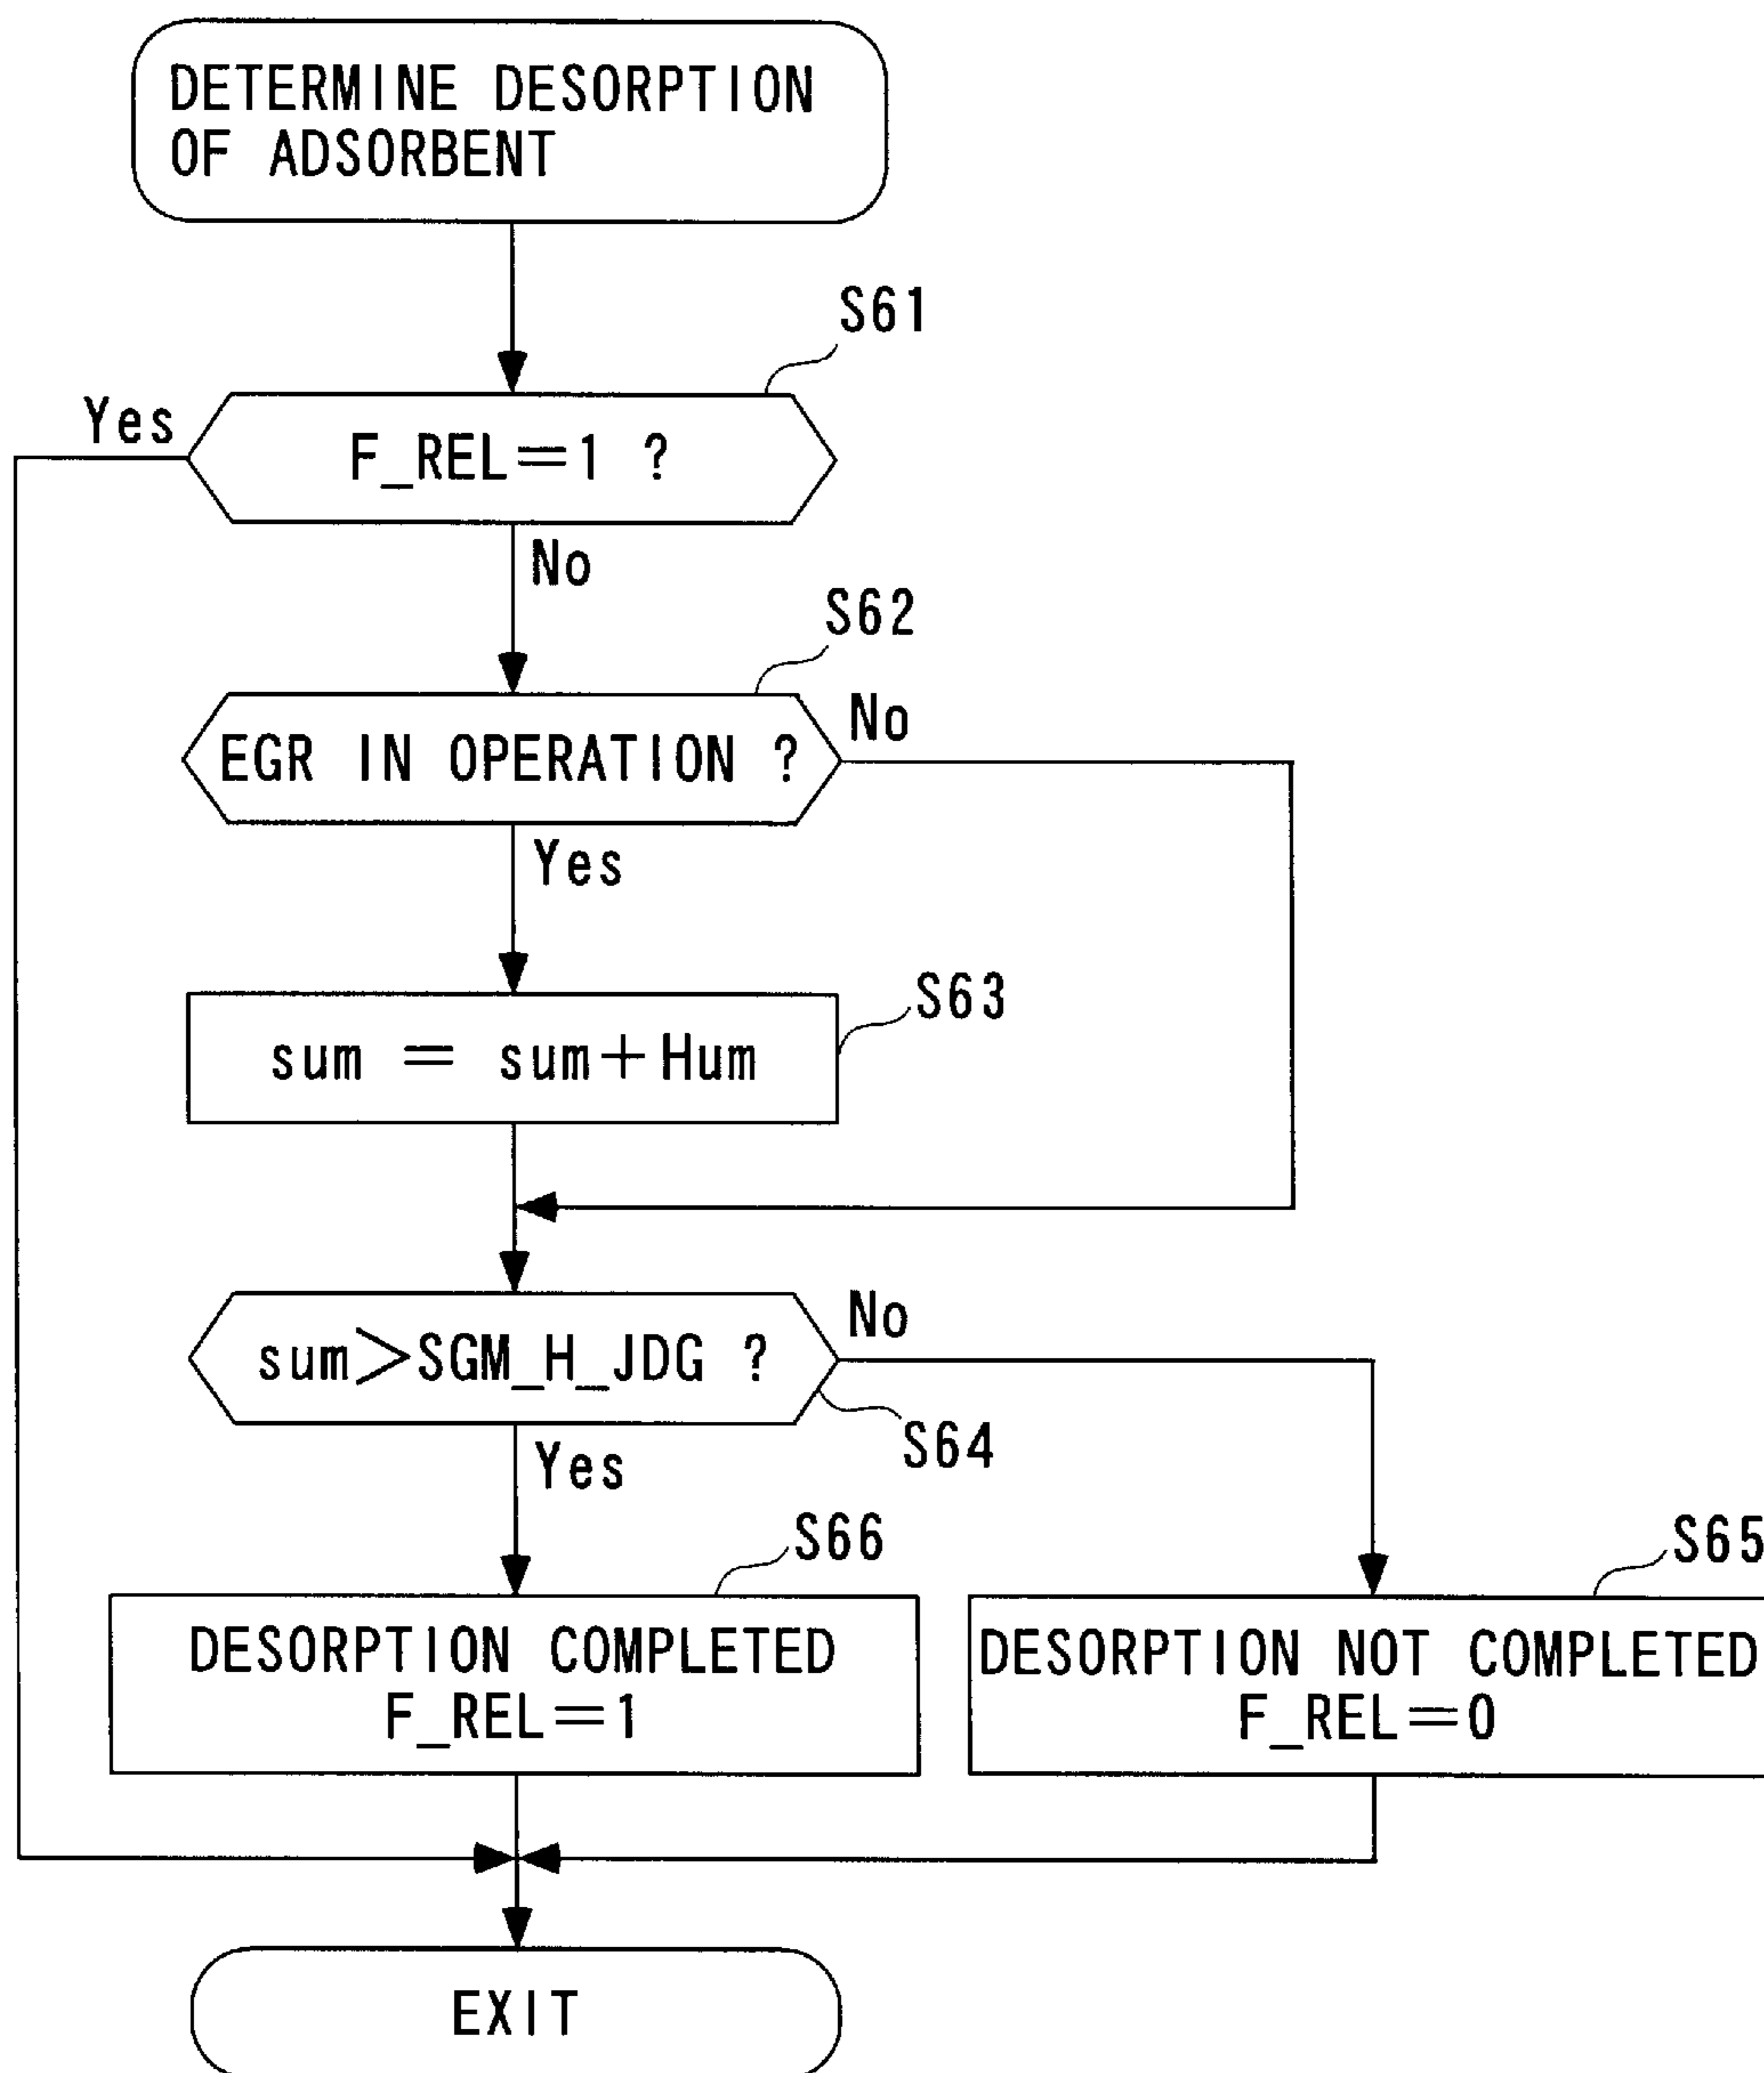 DETERMINE DESORPTION
OF ADSORBENT
S61
Yes
F_REL=1 ?
No
S62
No
EGR IN OPERATION ?
Yes
S63
sum = sum+Hum
No
sum>SGM_H_JDG ?
S64
Yes
S66
S65
DESORPTION COMPLETED
F_REL=1
DESORPTION NOT COMPLETED
F_REL=0
EXIT